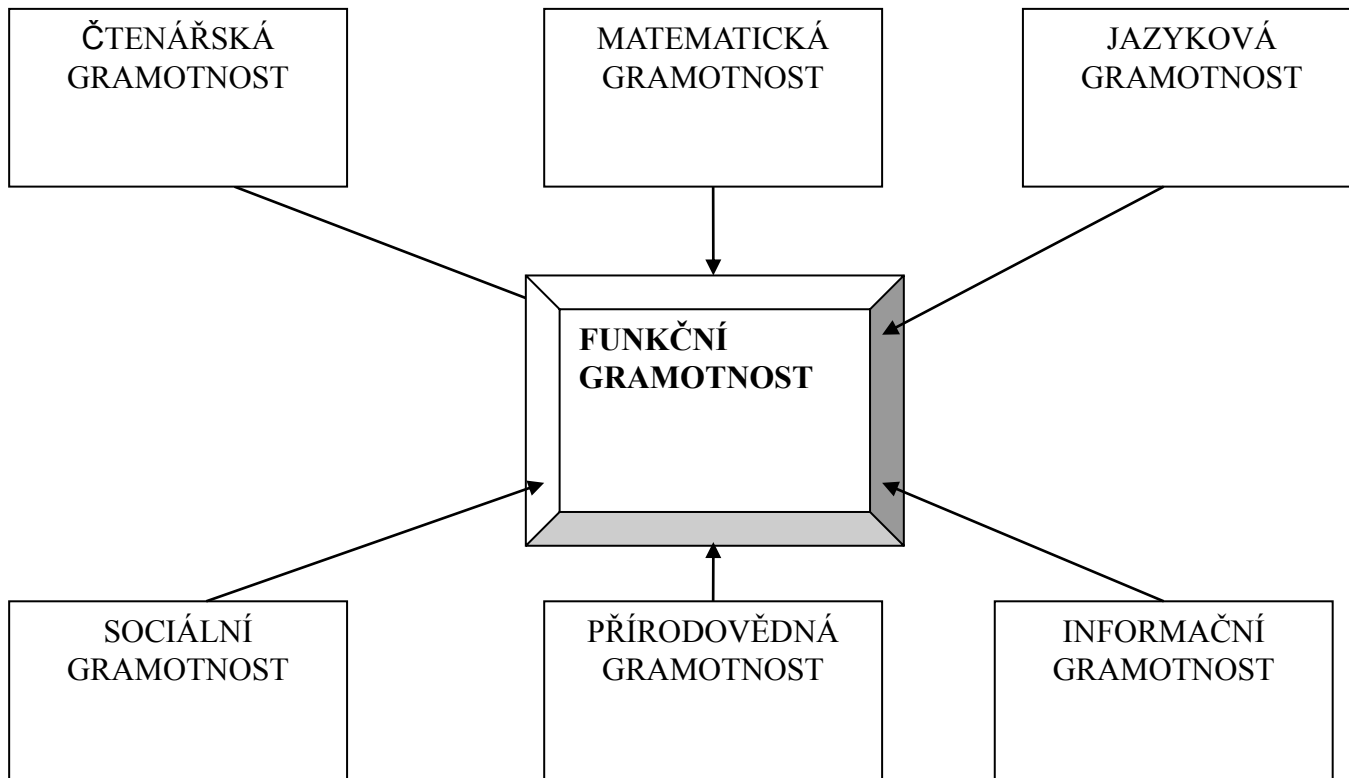 ČTENÁŘSKÁ
GRAMOTNOST
MATEMATICKÁ
GRAMOTNOST
JAZYKOVÁ
GRAMOTNOST
FUNKČNÍ
GRAMOTNOST
SOCIÁLNÍ
GRAMOTNOST
PŘÍRODOVĚDNÁ
GRAMOTNOST
INFORMAČNÍ
GRAMOTNOST